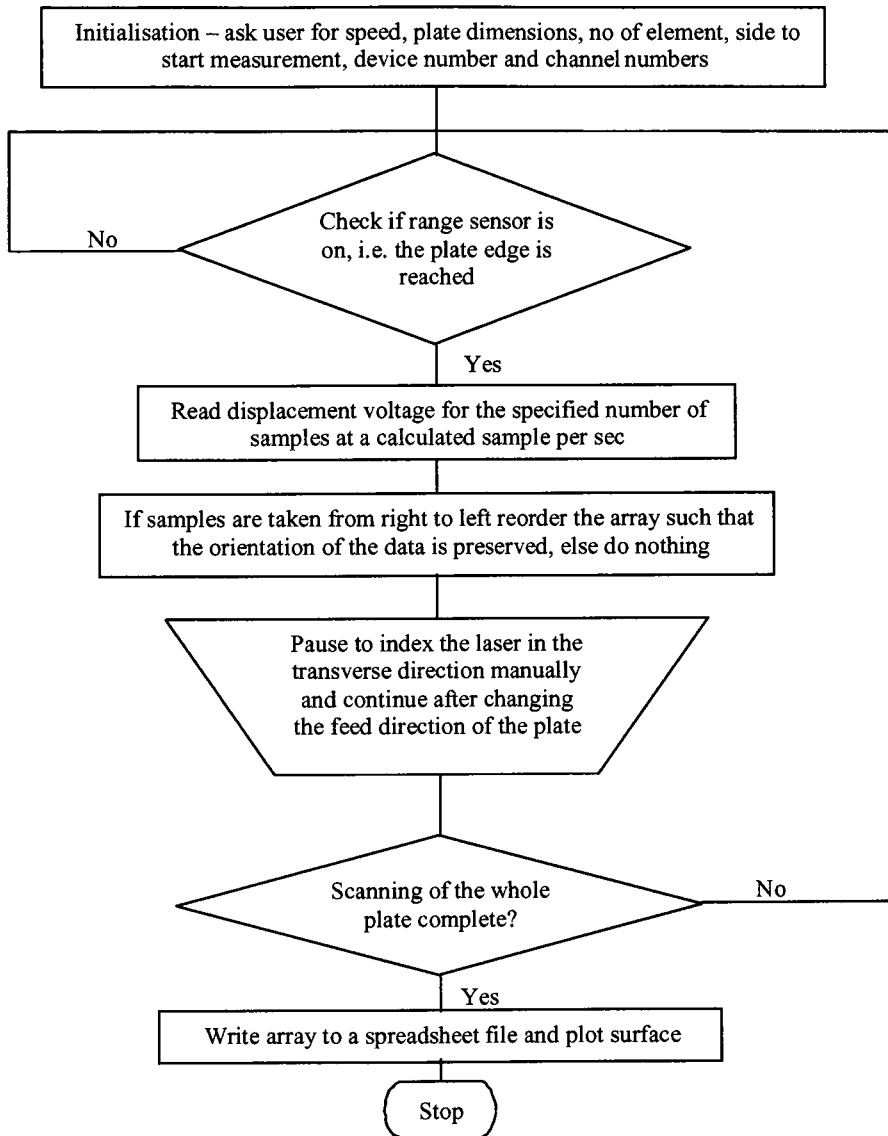 Initialisation – ask user for speed, plate dimensions, no of element, side to
start measurement, device number and channel numbers
Check if range sensor is
on, i.e. the plate edge is
reached
No
Yes
Read displacement voltage for the specified number of
samples at a calculated sample per sec
If samples are taken from right to left reorder the array such that
the orientation of the data is preserved, else do nothing
Pause to index the laser in the
transverse direction manually
and continue after changing
the feed direction of the plate
Scanning of the whole
plate complete?
No
Yes
Write array to a spreadsheet file and plot surface
Stop